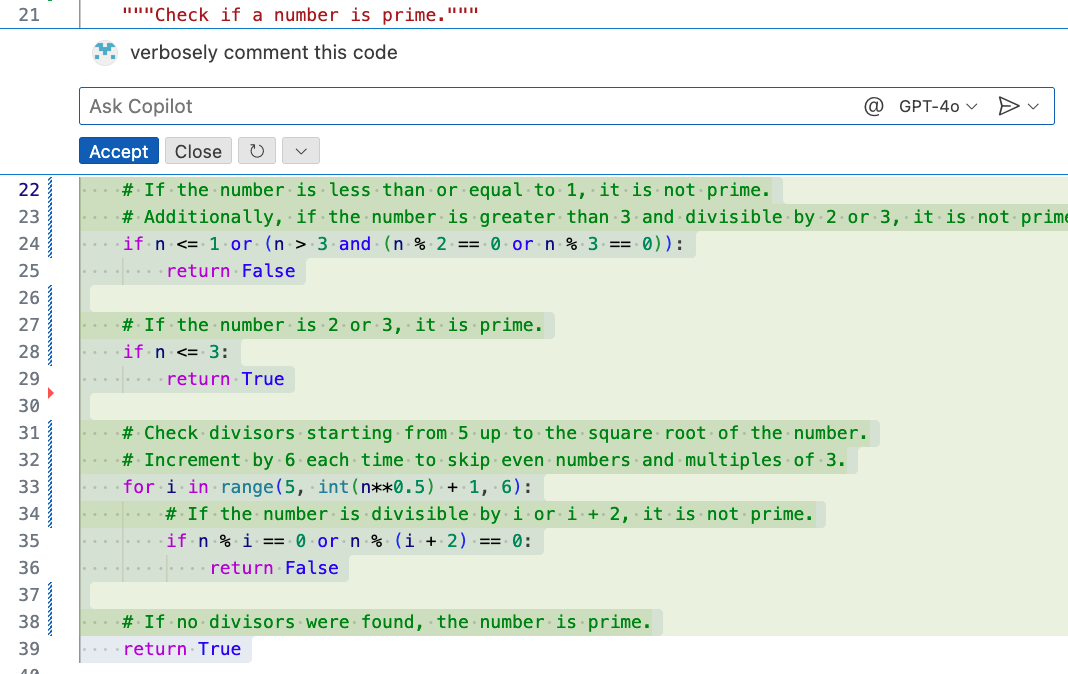 21 """Check if a number is prime."""
verbosely comment this code
Ask Copilot @ GPT-4o
Accept Close
22 # If the number is less than or equal to 1, it is not prime.
23 # Additionally, if the number is greater than 3 and divisible by 2 or 3, it is not prime
24 if n <= 1 or (n > 3 and (n % 2 == 0 or n % 3 == 0)):
25 return False
26
27 # If the number is 2 or 3, it is prime.
28 if n <= 3:
29 return True
30
31 # Check divisors starting from 5 up to the square root of the number.
32 # Increment by 6 each time to skip even numbers and multiples of 3.
33 for i in range(5, int(n**0.5) + 1, 6):
34 # If the number is divisible by i or i + 2, it is not prime.
35 if n % i == 0 or n % (i + 2) == 0:
36 return False
37
38 # If no divisors were found, the number is prime.
39 return True
40